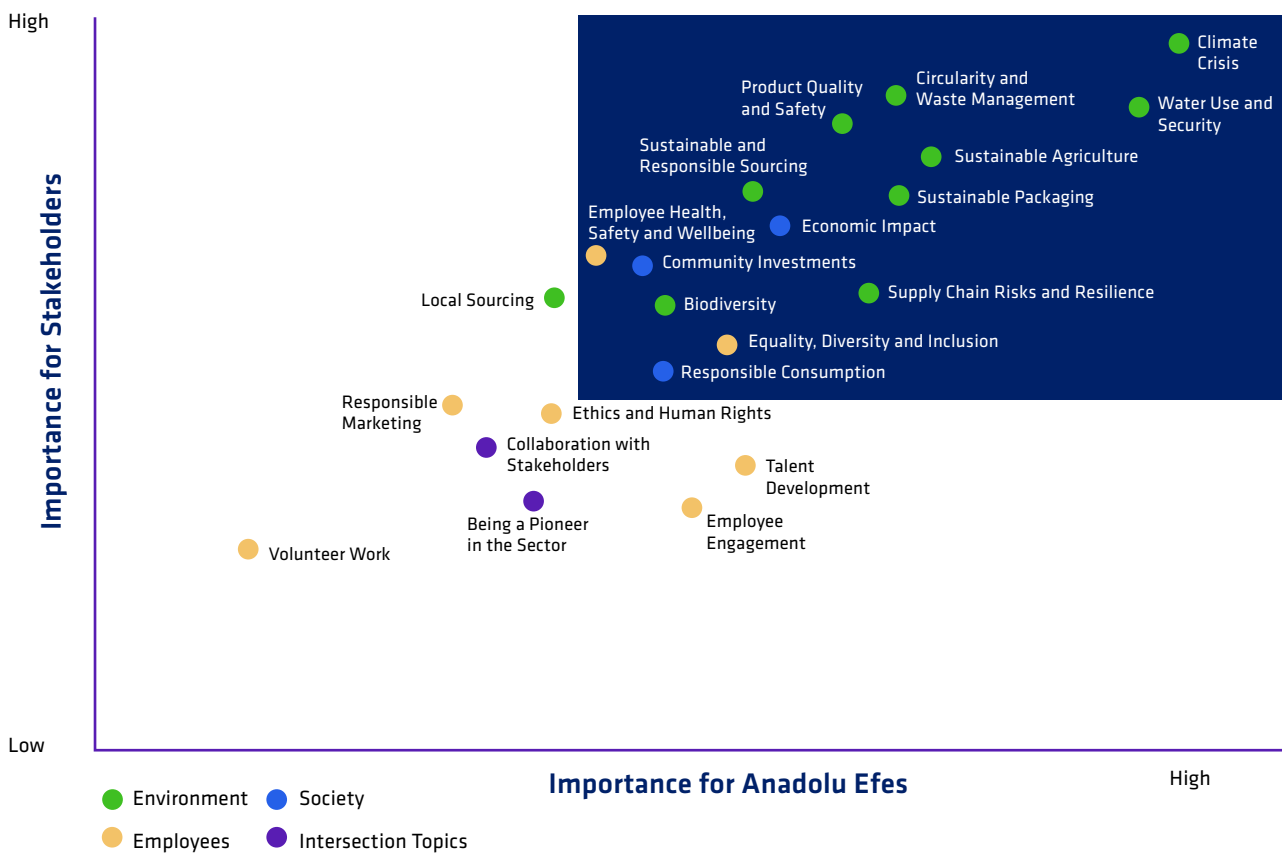 High
Climate
Crisis
Circularity and
Waste Management
Product Quality
and Safety
Water Use and
Security
Sustainable and
Responsible Sourcing
Sustainable Agriculture
Sustainable Packaging
Employee Health,
Safety and Wellbeing
Economic Impact
Community Investments
Local Sourcing
Biodiversity
Supply Chain Risks and Resilience
Equality, Diversity and Inclusion
Responsible Consumption
Responsible
Marketing
Ethics and Human Rights
Collaboration with
Stakeholders
Talent
Development
Being a Pioneer
in the Sector
Employee
Engagement
Volunteer Work
Importance for Stakeholders
Low
Importance for Anadolu Efes
High
Environment
Society
Employees
Intersection Topics